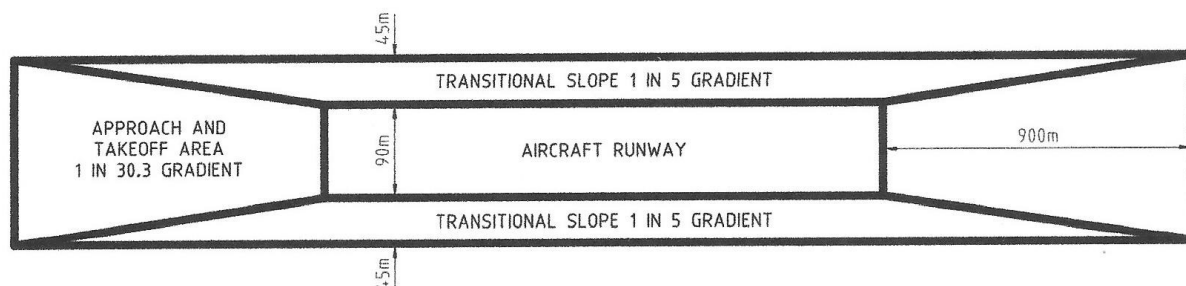 45m
TRANSITIONAL SLOPE 1 IN 5 GRADIENT
APPROACH AND
TAKEOFF AREA
1 IN 30.3 GRADIENT
90m
AIRCRAFT RUNWAY
900m
TRANSITIONAL SLOPE 1 IN 5 GRADIENT
45m